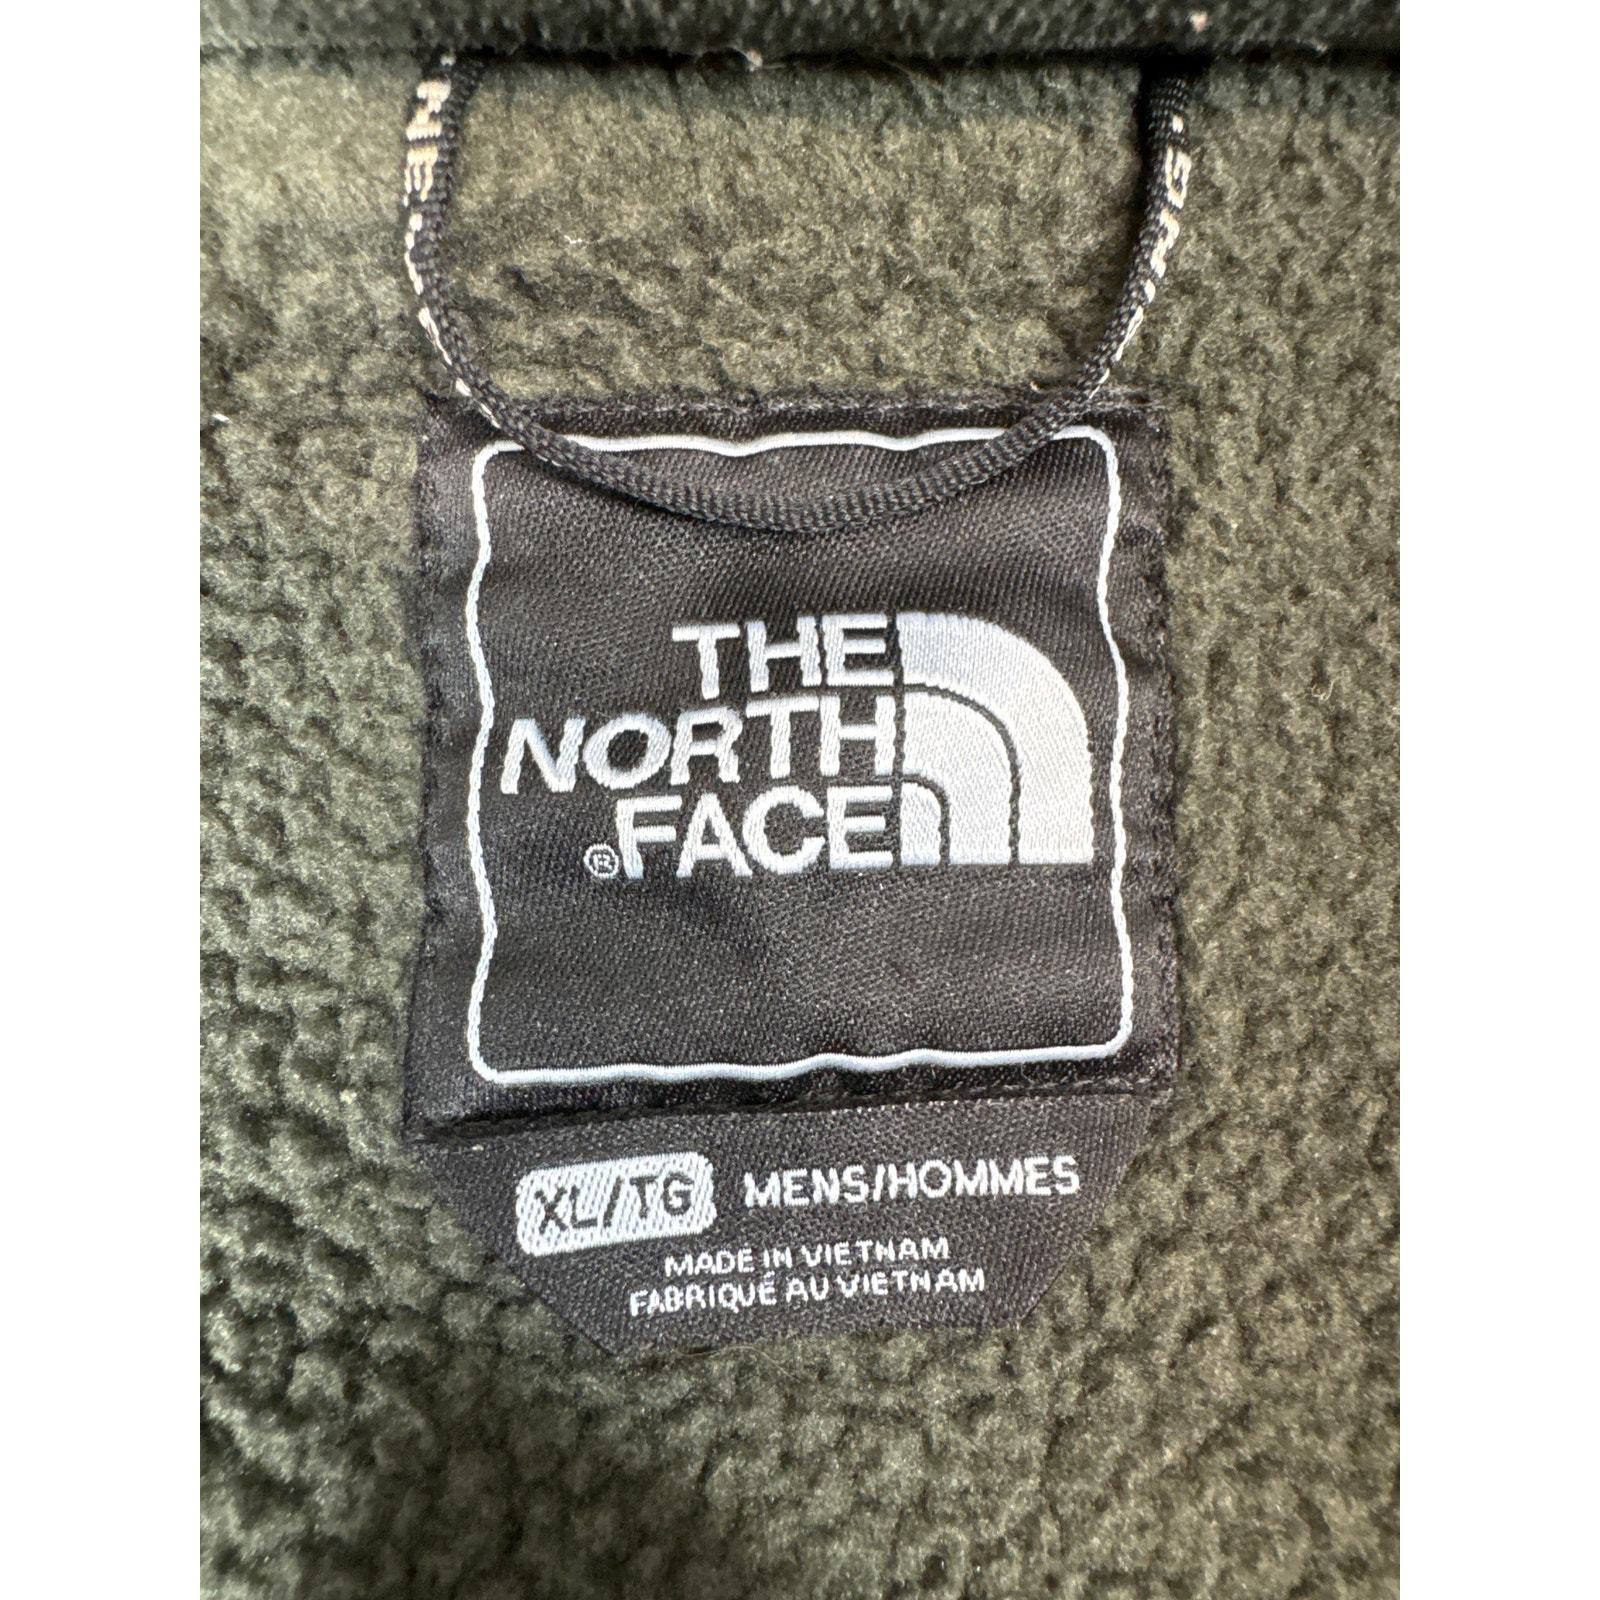 THE
NORTH
FACE
®
XL/TG MENS/HOMMES
MADE IN VIETNAM
FABRIQUÉ AU VIETNAM